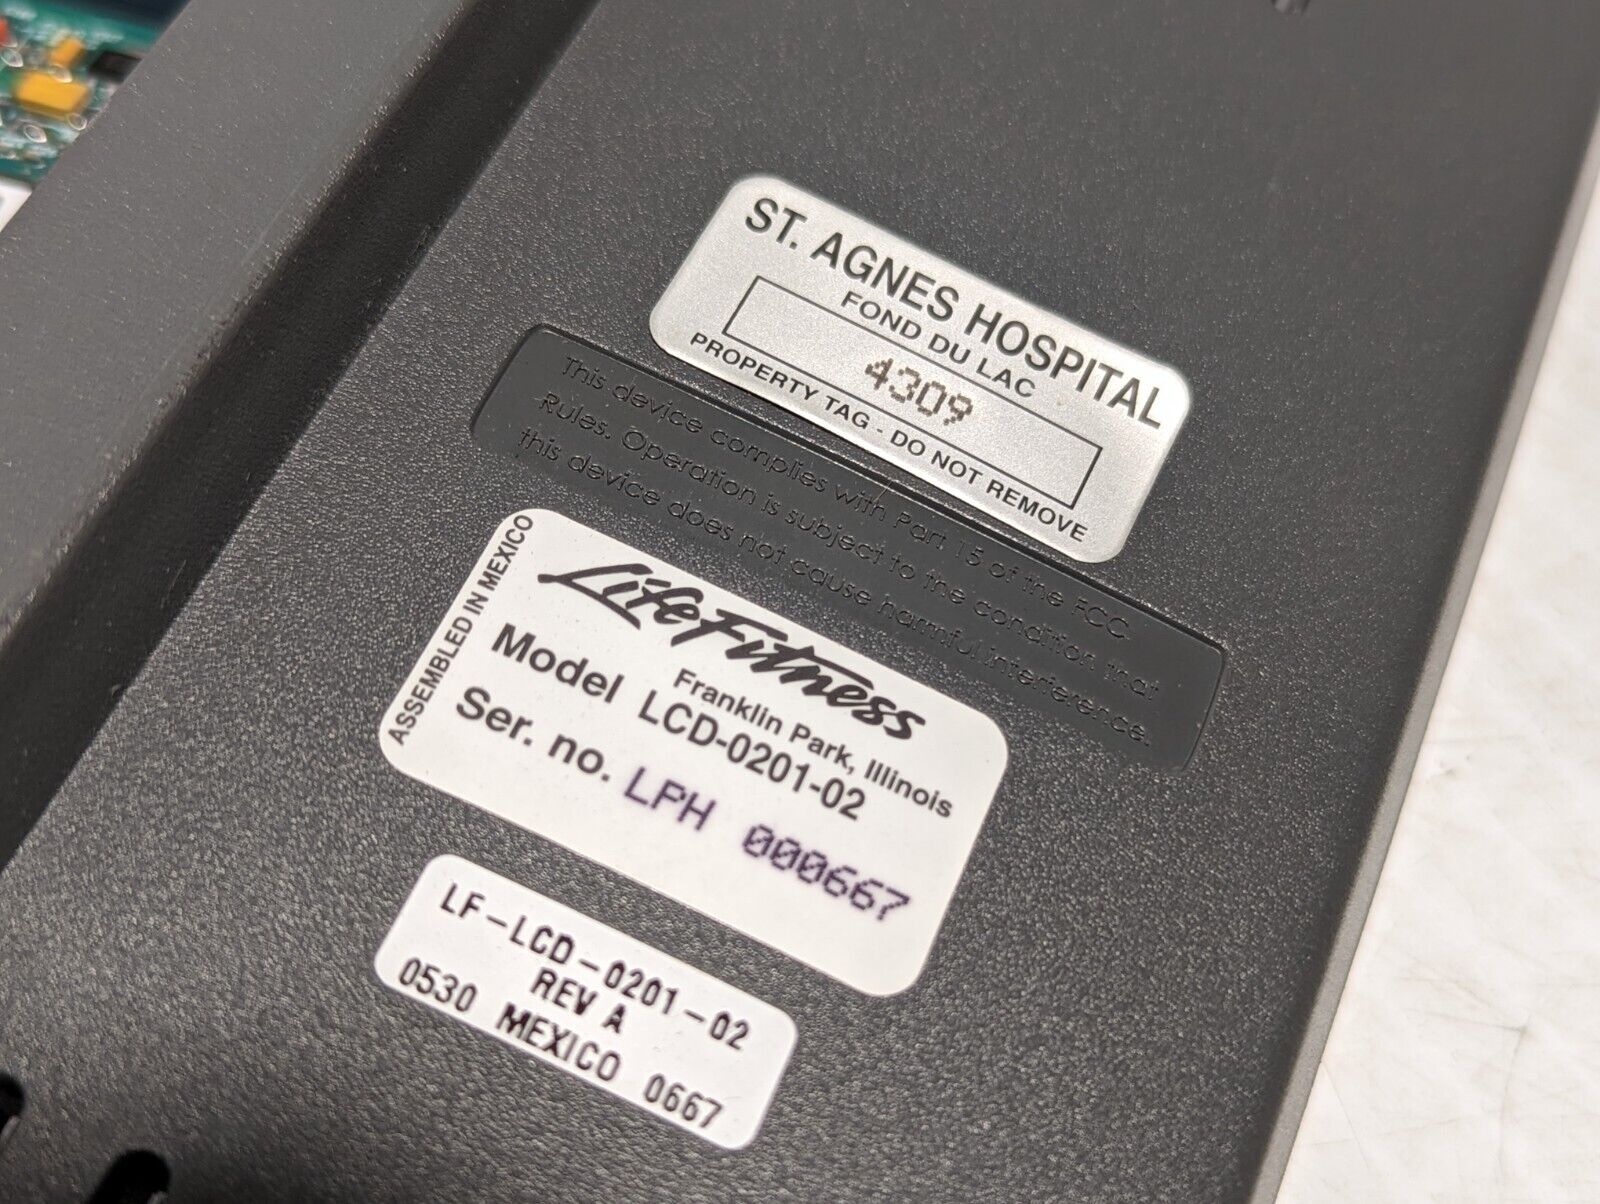 ST. AGNES HOSPITAL
FOND DU LAC
4309
PROPERTY TAG - DO NOT REMOVE
This device complies with Part 15 of the FCC
Rules. Operation is subject to the condition that
this device does not cause harmful interference.
ASSEMBLED IN MEXICO
LifeFitness
Franklin Park, Illinois
Model LCD-0201-02
Ser. no. LPH 000667
LF-LCD-0201-02
REV A
0530 MEXICO 0667